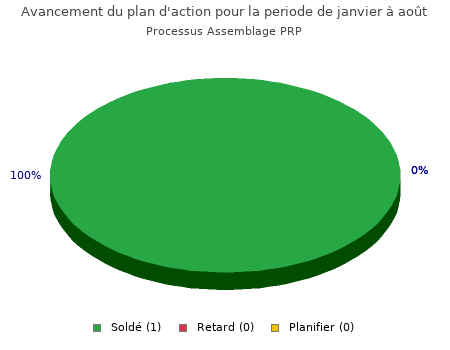 Avancement du plan d'action pour la periode de janvier à août
Processus Assemblage PRP
100%
0%
Soldé (1) Retard (0) Planifier (0)